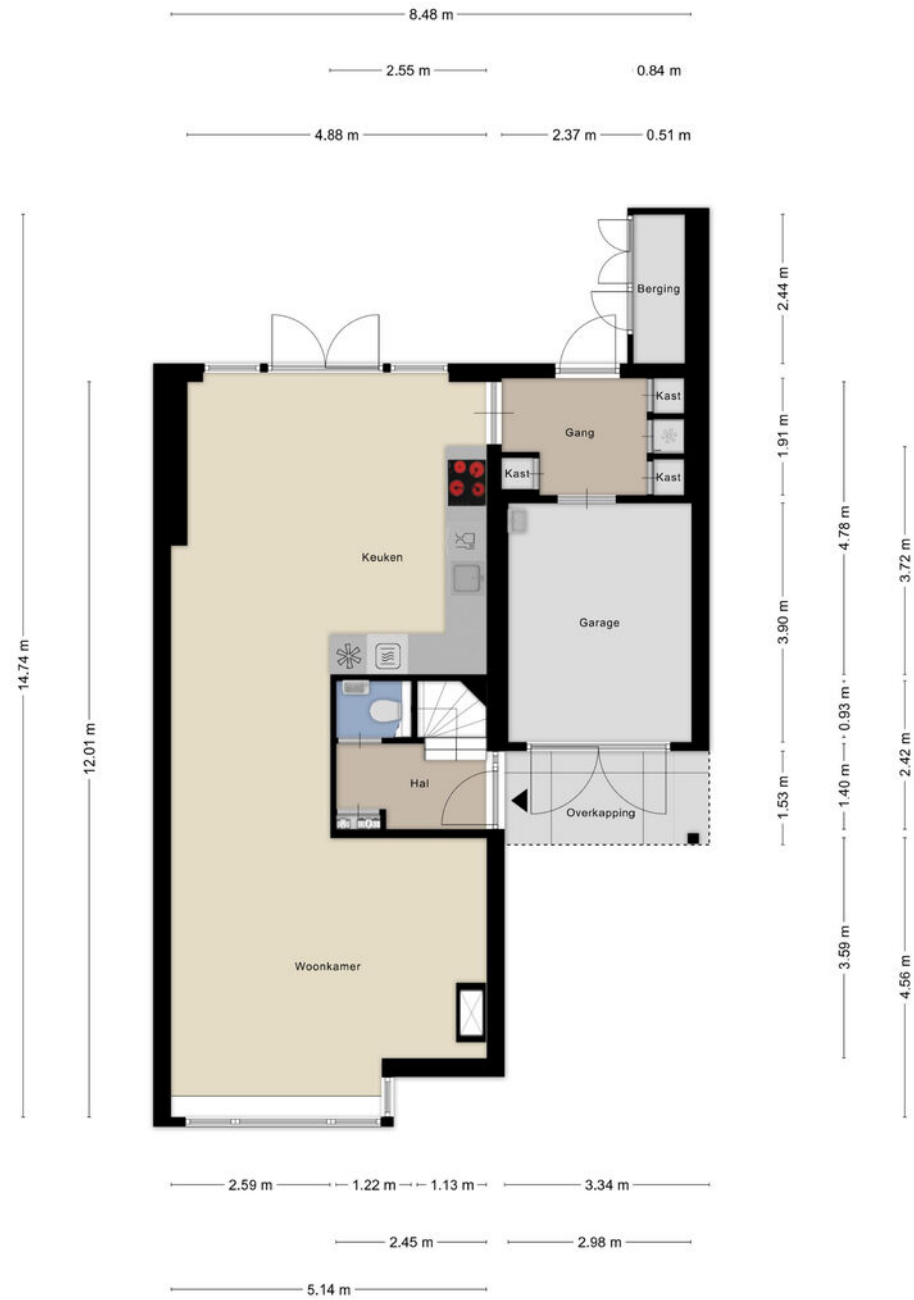 8.48 m
2.55 m
0.84 m
4.88 m
2.37 m
0.51 m
2.44 m
Berging
Kast
Gang
1.91 m
Kast
Kast
4.78 m
Keuken
3.72 m
Garage
3.90 m
14.74 m
0.93 m
12.01 m
2.42 m
Hal
1.40 m
1.53 m
Overkapping
3.59 m
Woonkamer
4.56 m
2.59 m
1.22 m
1.13 m
3.34 m
2.45 m
2.98 m
5.14 m